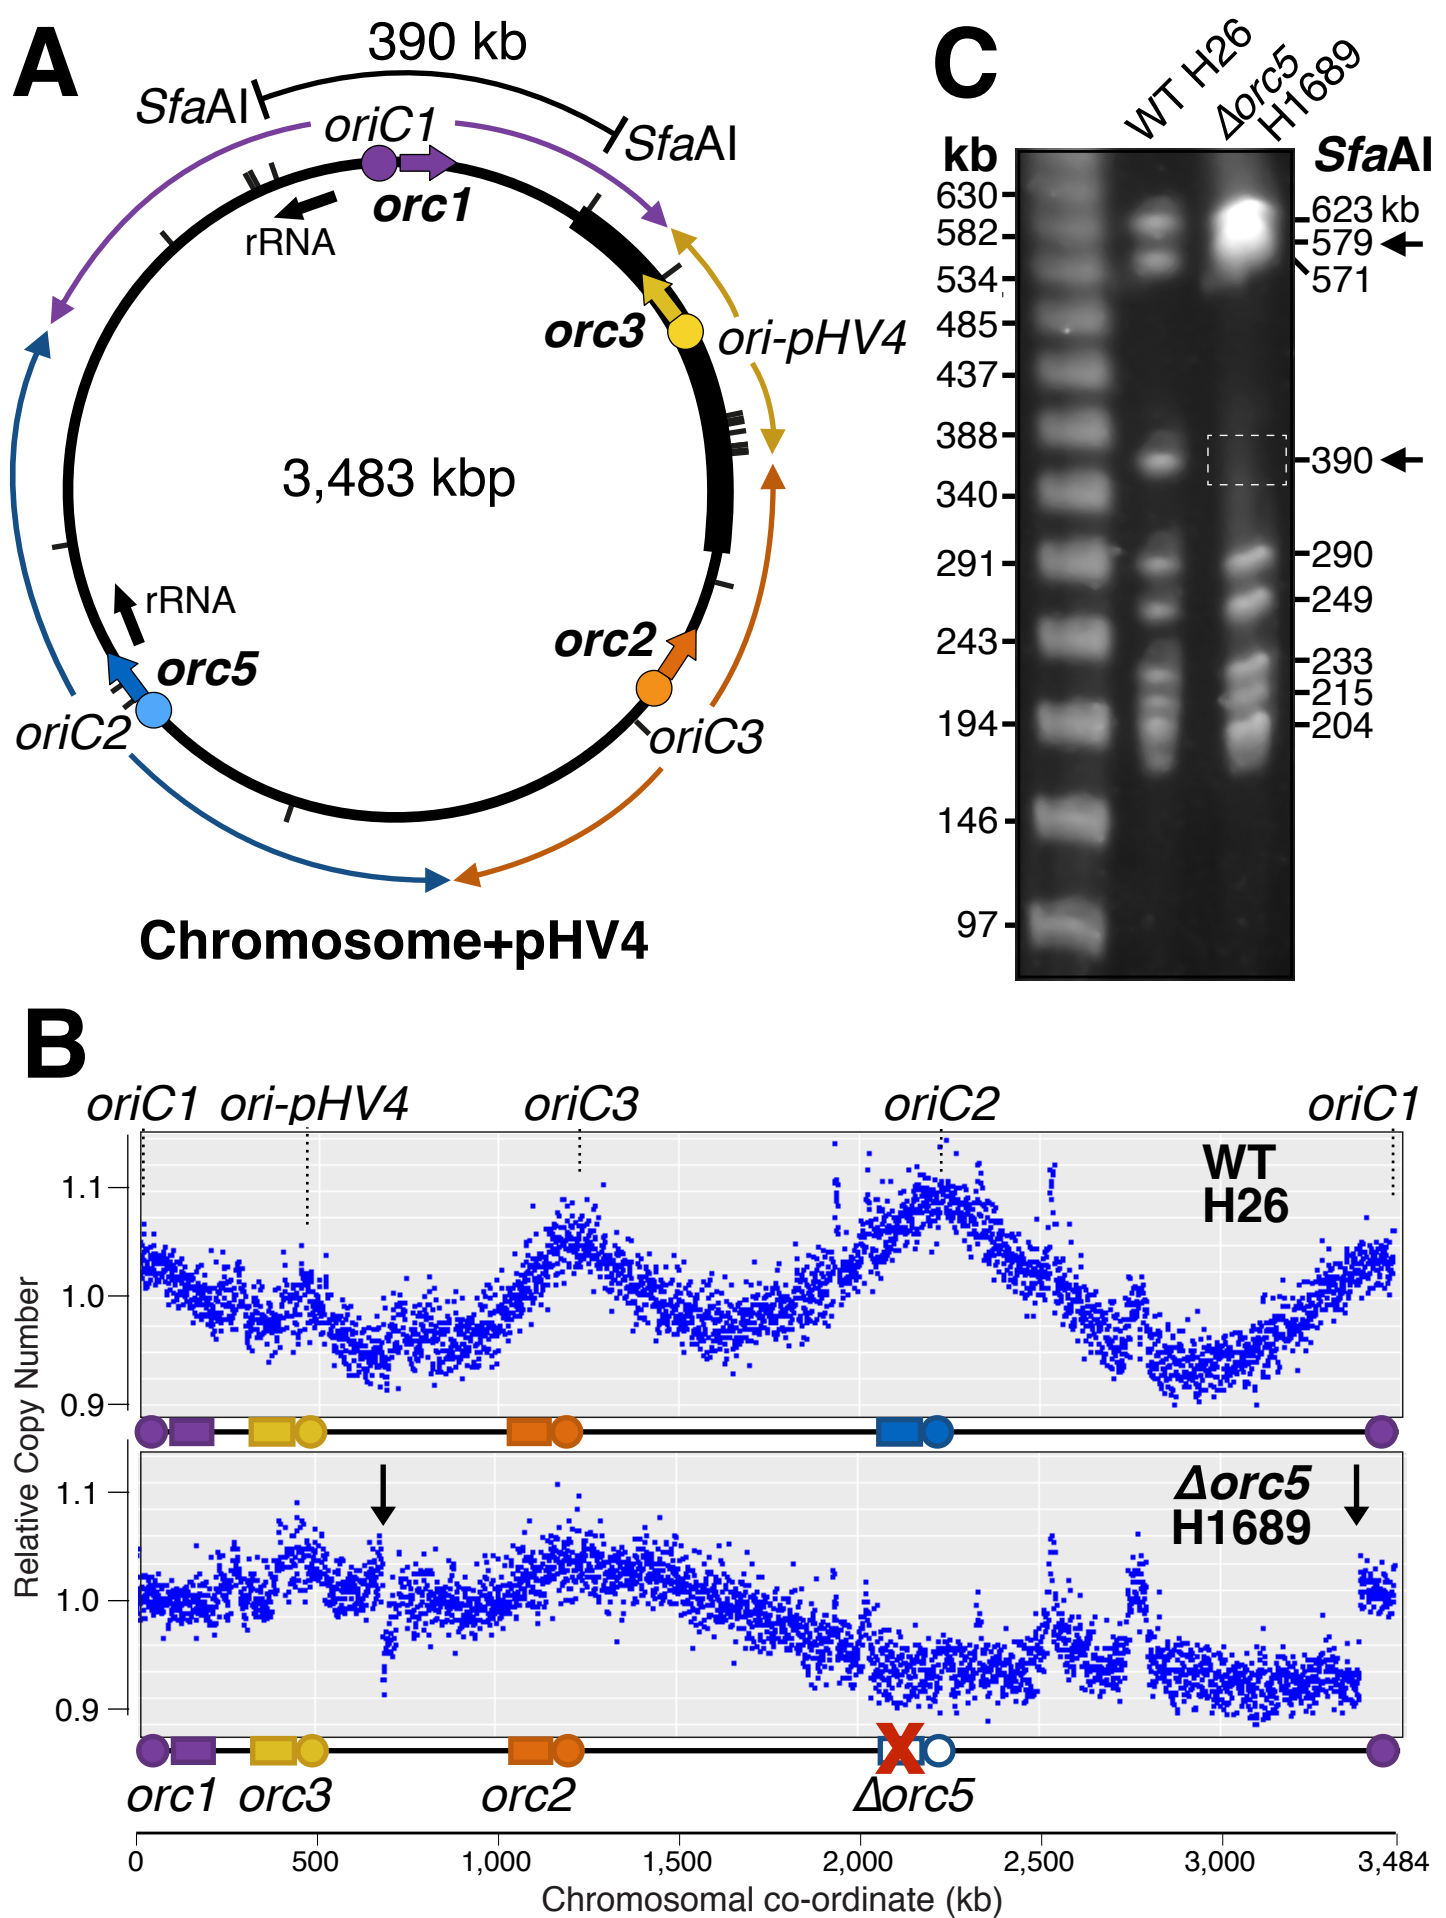 A
390 kb
SfaAI
oriC1
SfaAI
orc1
rRNA
orc3
ori-pHV4
3,483 kbp
rRNA
orc2
orc5
oriC2
oriC3
Chromosome+pHV4
C
WT H26
Δorc5
H1689
kb
SfaAI
630
582
534
485
437
388
340
291
243
194
146
97
623 kb
579
571
390
290
249
233
215
204
B
oriC1 ori-pHV4 oriC3 oriC2 oriC1
WT
H26
1.1
1.0
0.9
Relative Copy Number
Δorc5
H1689
1.1
1.0
0.9
X
orc1 orc3 orc2 Δorc5
0 500 1,000 1,500 2,000 2,500 3,000 3,484
Chromosomal co-ordinate (kb)